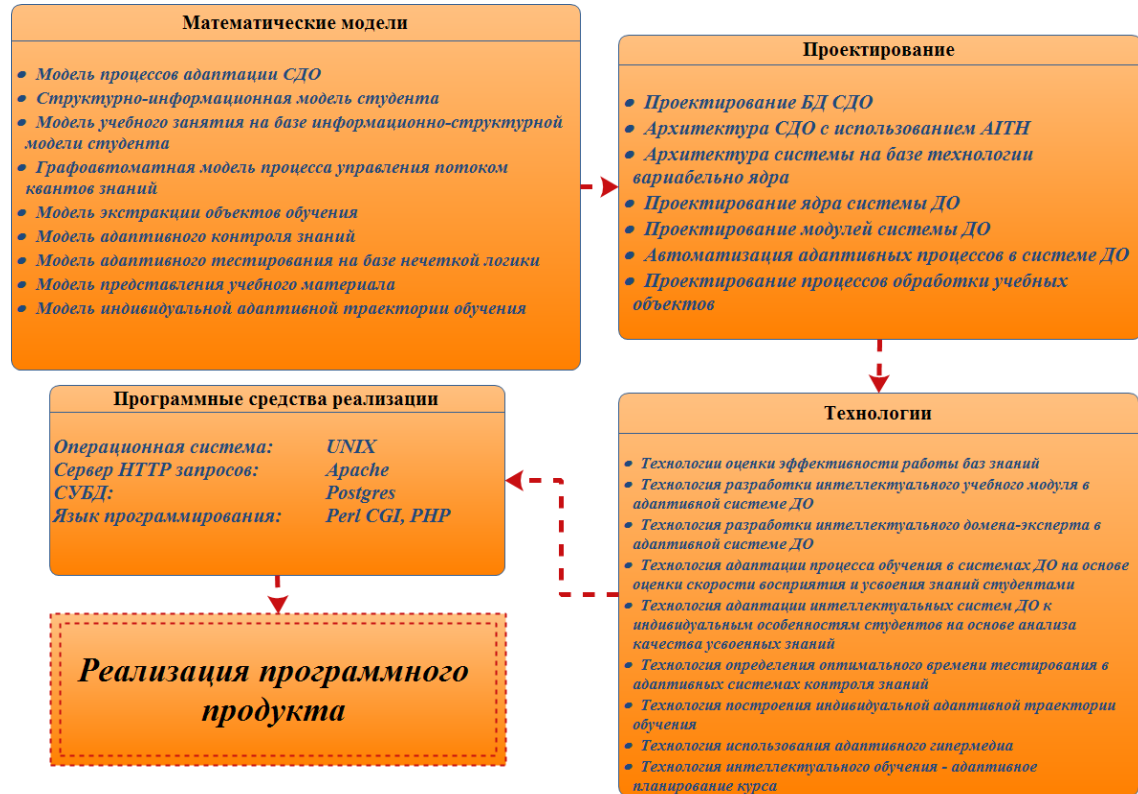 Математические модели
● Модель процессов адаптации СДО
● Структурно-информационная модель студента
● Модель учебного занятия на базе информационно-структурной
модели студента
● Графоавтоматная модель процесса управления потоком
квантов знаний
● Модель экстракции объектов обучения
● Модель адаптивного контроля знаний
● Модель адаптивного тестирования на базе нечеткой логики
● Модель представления учебного материала
● Модель индивидуальной адаптивной траектории обучения
Проектирование
● Проектирование БД СДО
● Архитектура СДО с использованием AITH
● Архитектура системы на базе технологии
вариабельно ядра
● Проектирование ядра системы ДО
● Проектирование модулей системы ДО
● Автоматизация адаптивных процессов в системе ДО
● Проектирование процессов обработки учебных
объектов
Технологии
● Технологии оценки эффективности работы баз знаний
● Технология разработки интеллектуального учебного модуля в
адаптивной системе ДО
● Технология разработки интеллектуального домена-эксперта в
адаптивной системе ДО
● Технология адаптации процесса обучения в системах ДО на основе
оценки скорости восприятия и усвоения знаний студентами
● Технология адаптации интеллектуальных систем ДО к
индивидуальным особенностям студентов на основе анализа
качества усвоенных знаний
● Технология определения оптимального времени тестирования в
адаптивных системах контроля знаний
● Технология построения индивидуальной адаптивной траектории
обучения
● Технология использования адаптивного гипермедиа
● Технология интеллектуального обучения - адаптивное
планирование курса
Программные средства реализации
Операционная система: UNIX
Сервер HTTP запросов: Apache
СУБД: Postgres
Язык программирования: Perl CGI, PHP
Реализация программного
продукта